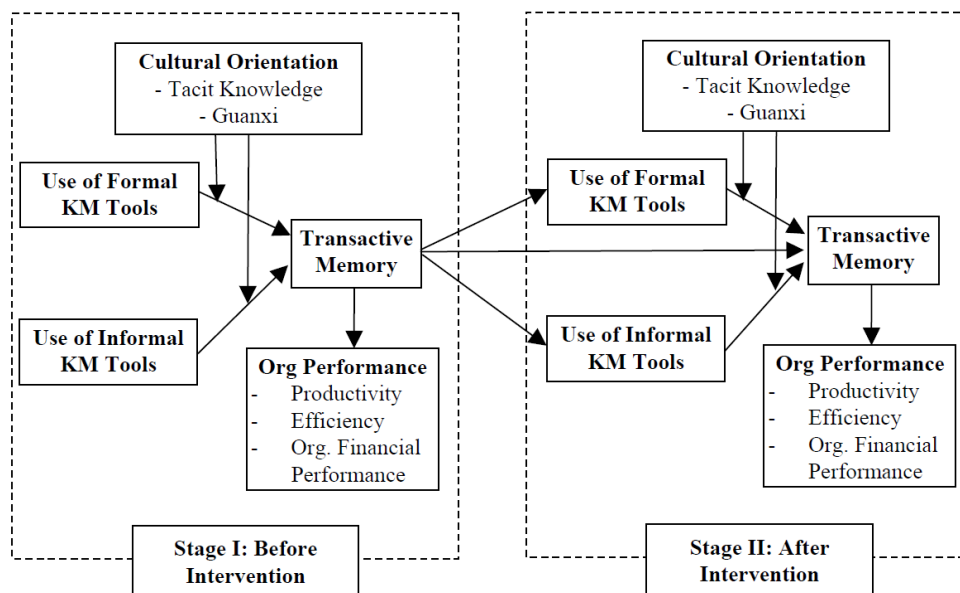 Cultural Orientation
- Tacit Knowledge
- Guanxi
Use of Formal
KM Tools
Transactive
Memory
Use of Informal
KM Tools
Org Performance
- Productivity
- Efficiency
- Org. Financial
Performance
Stage I: Before
Intervention
Cultural Orientation
- Tacit Knowledge
- Guanxi
Use of Formal
KM Tools
Transactive
Memory
Use of Informal
KM Tools
Org Performance
- Productivity
- Efficiency
- Org. Financial
Performance
Stage II: After
Intervention